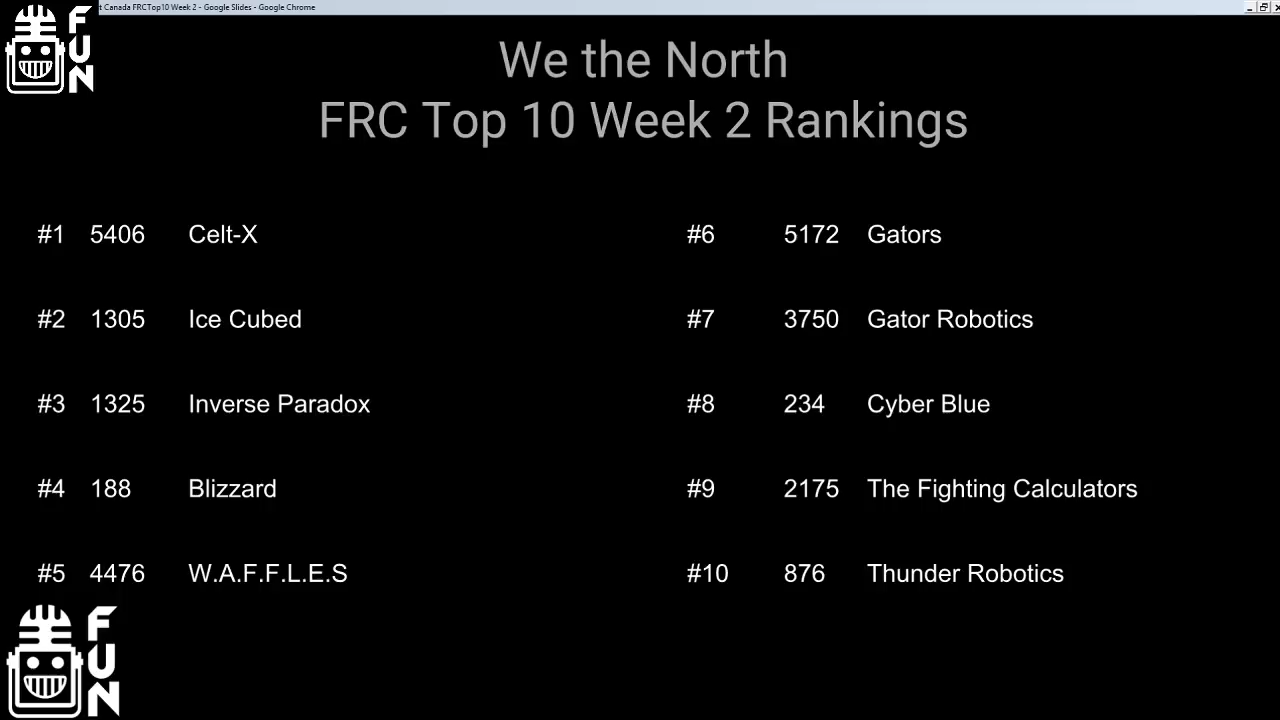 t Canada FRCTop10 Week 2 - Google Slides - Google Chrome
FUN
We the North
FRC Top 10 Week 2 Rankings
#1 5406 Celt-X
#2 1305 Ice Cubed
#3 1325 Inverse Paradox
#4 188 Blizzard
#5 4476 W.A.F.F.L.E.S
#6 5172 Gators
#7 3750 Gator Robotics
#8 234 Cyber Blue
#9 2175 The Fighting Calculators
#10 876 Thunder Robotics
FUN